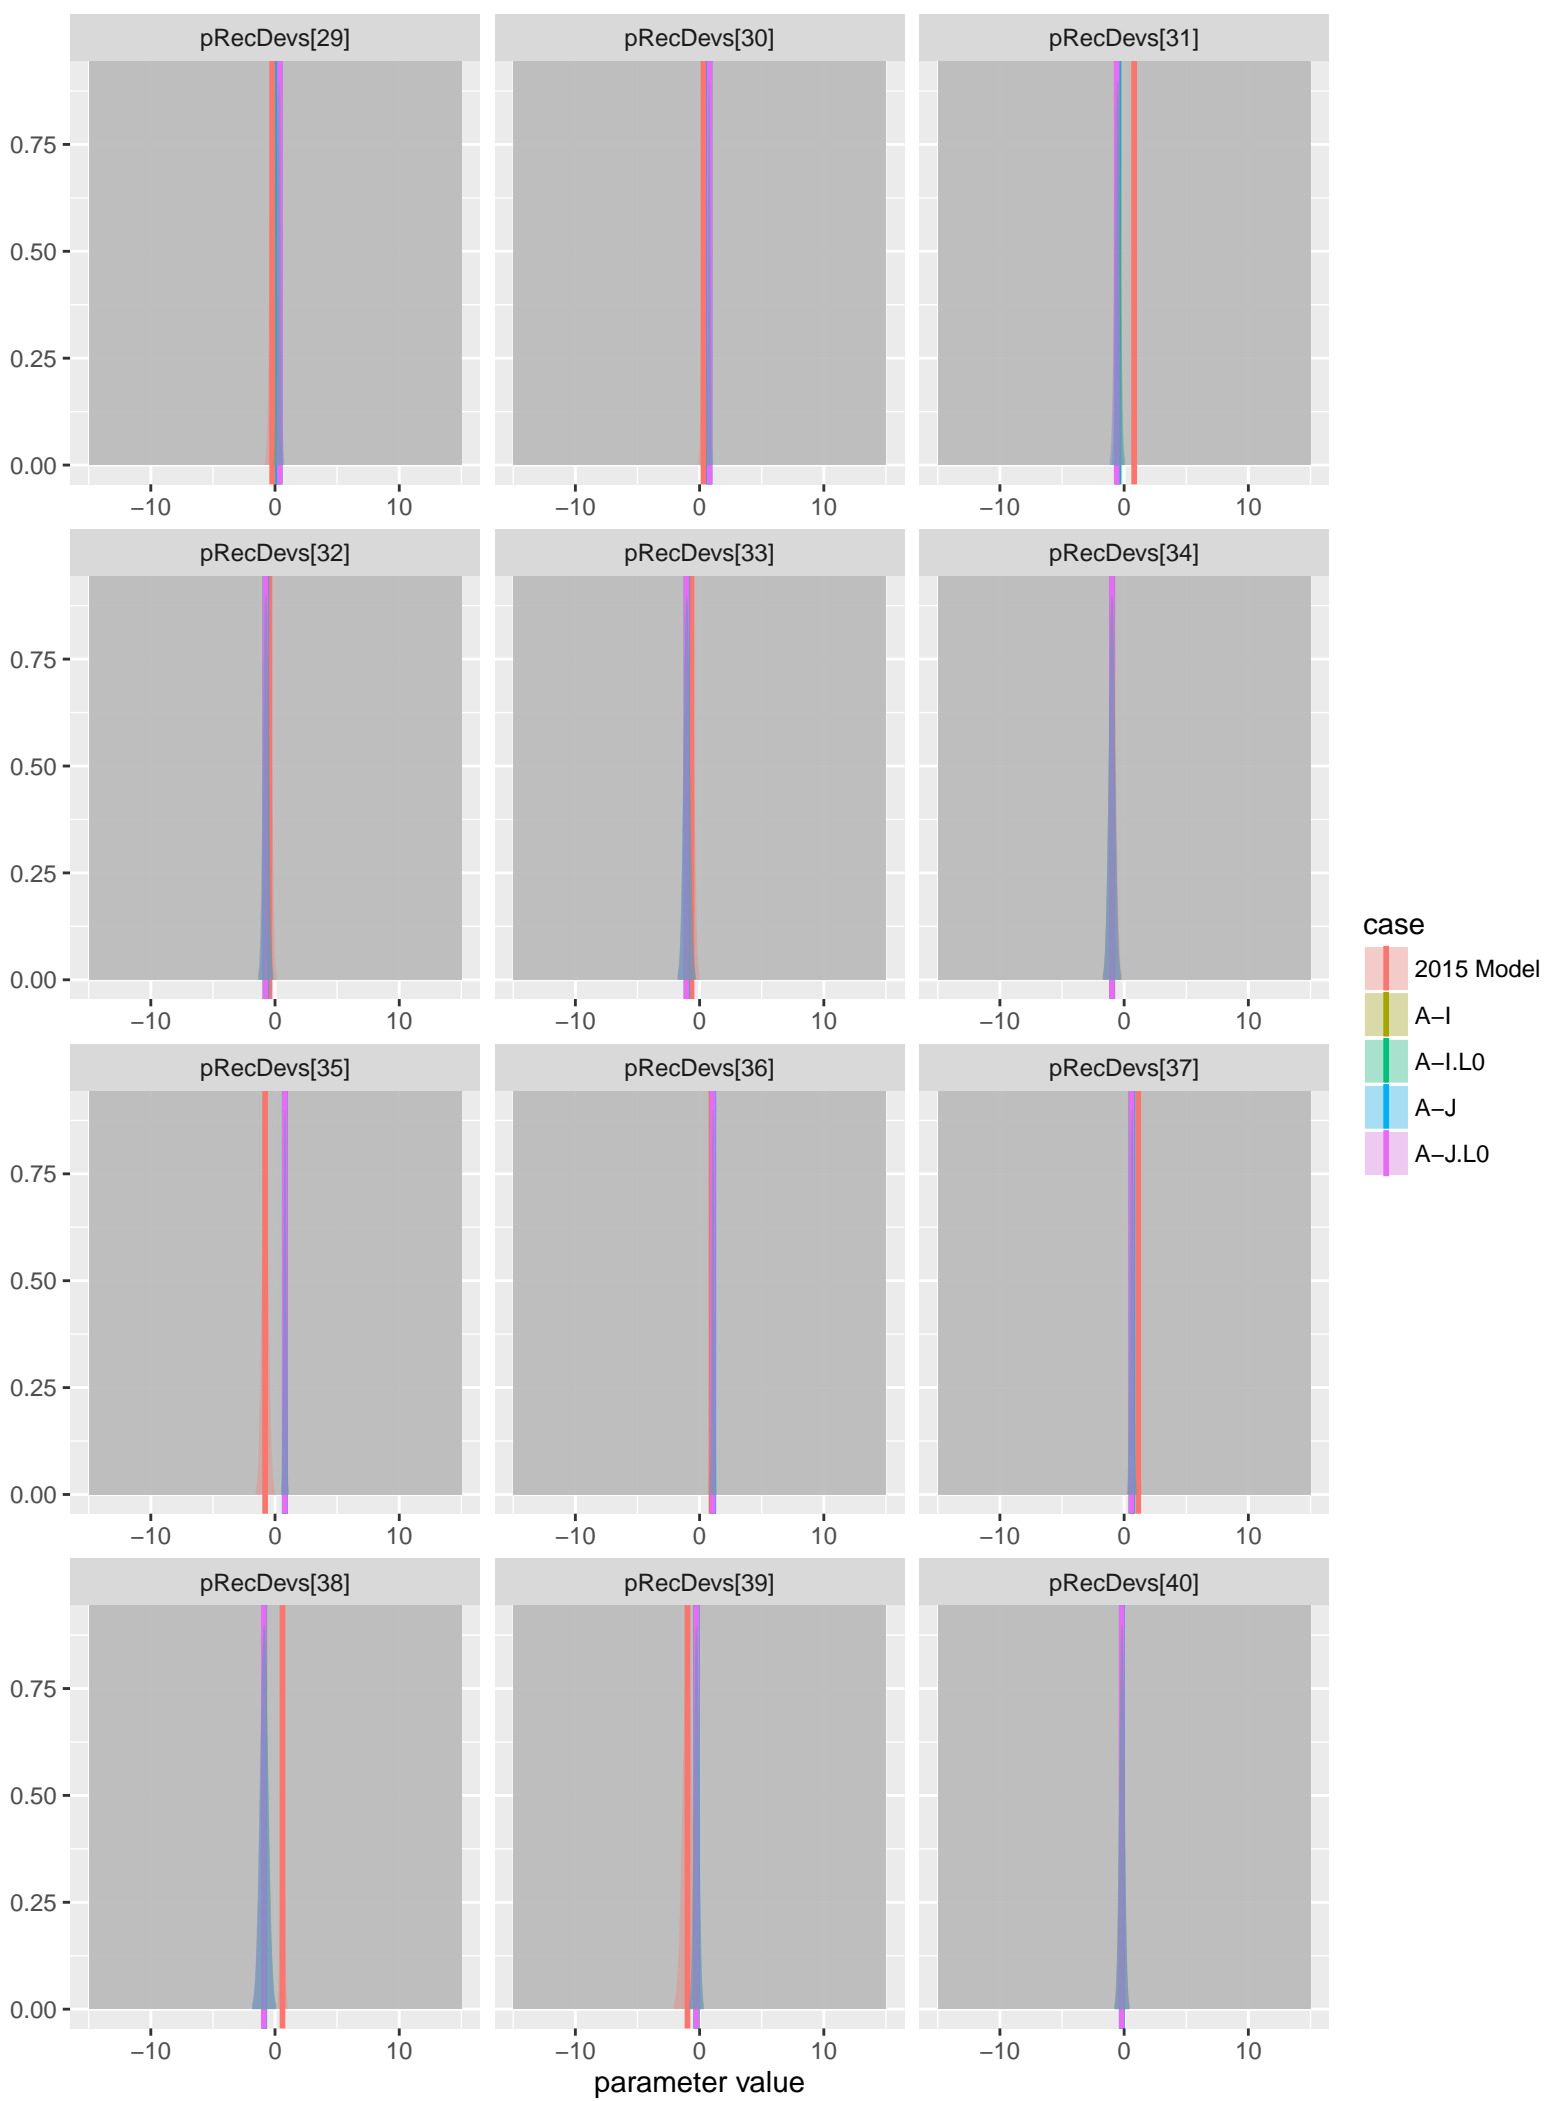 pRecDevs[29] pRecDevs[30] pRecDevs[31]
0.75
0.50
0.25
0.00
−10 0 10 −10 0 10 −10 0 10
pRecDevs[32] pRecDevs[33] pRecDevs[34]
0.75
0.50
0.25
0.00
−10 0 10 −10 0 10 −10 0 10
pRecDevs[35] pRecDevs[36] pRecDevs[37]
0.75
0.50
0.25
0.00
−10 0 10 −10 0 10 −10 0 10
pRecDevs[38] pRecDevs[39] pRecDevs[40]
0.75
0.50
0.25
0.00
−10 0 10 −10 0 10 −10 0 10
parameter value
case
2015 Model
A−I
A−I.L0
A−J
A−J.L0